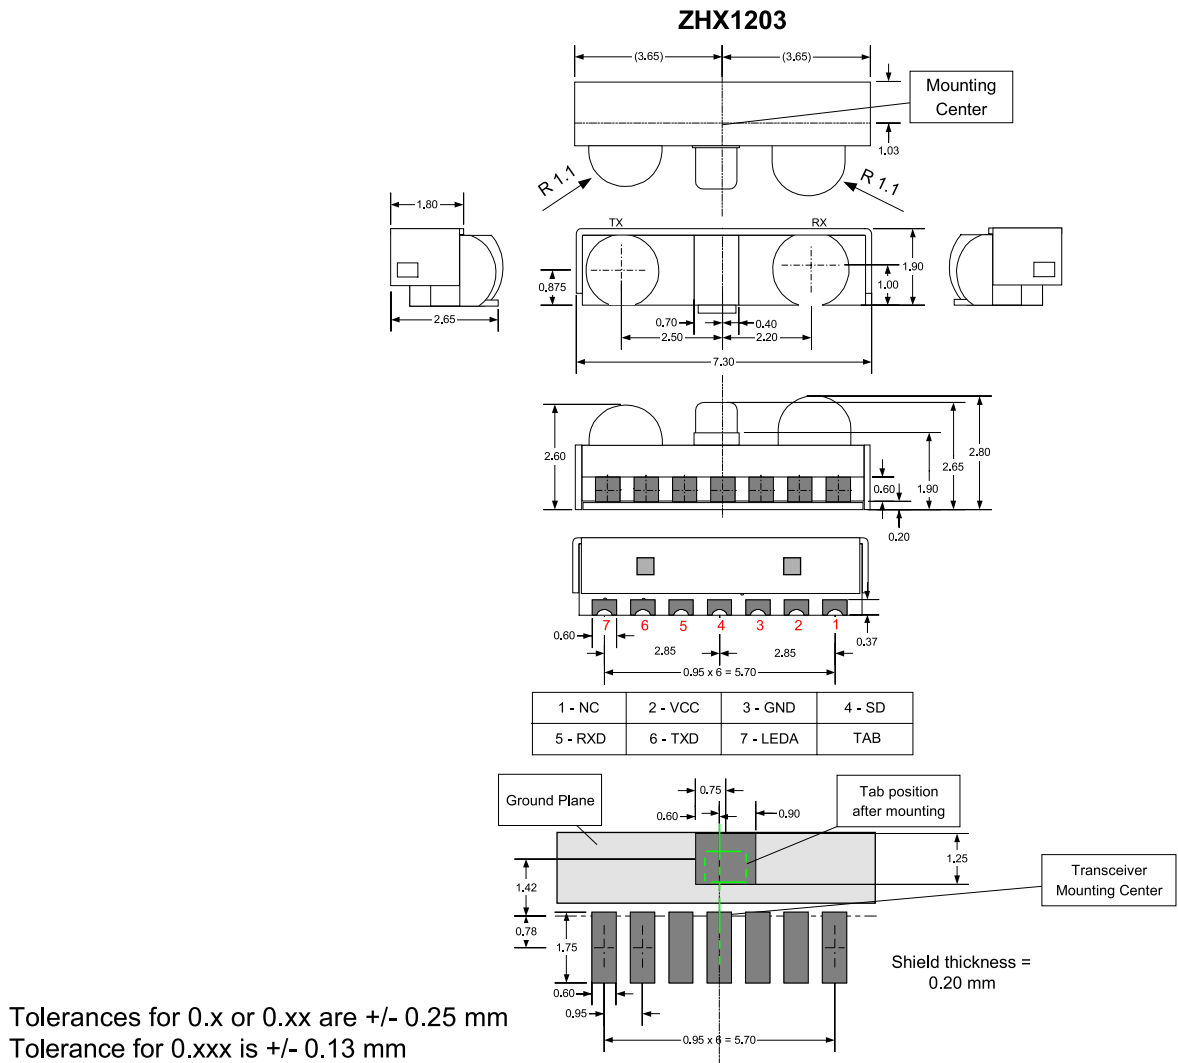 ZHX1203
(3.65) (3.65)
Mounting
Center
1.03
R 1.1 R 1.1
1.80
TX RX
1.90
0.875 1.00
2.65
0.70 0.40
2.50 2.20
7.30
2.60 2.80
2.65
0.60 1.90
0.20
7 6 5 4 3 2 1
0.60 0.37
2.85 2.85
0.95 x 6 = 5.70
1 - NC 2 - VCC 3 - GND 4 - SD
5 - RXD 6 - TXD 7 - LEDA TAB
Ground Plane
0.75
Tab position
after mounting
0.60 0.90
1.25
1.42
Transceiver
Mounting Center
0.78
1.75
Shield thickness =
0.20 mm
0.60
0.95
0.95 x 6 = 5.70
Tolerances for 0.x or 0.xx are +/- 0.25 mm
Tolerance for 0.xxx is +/- 0.13 mm